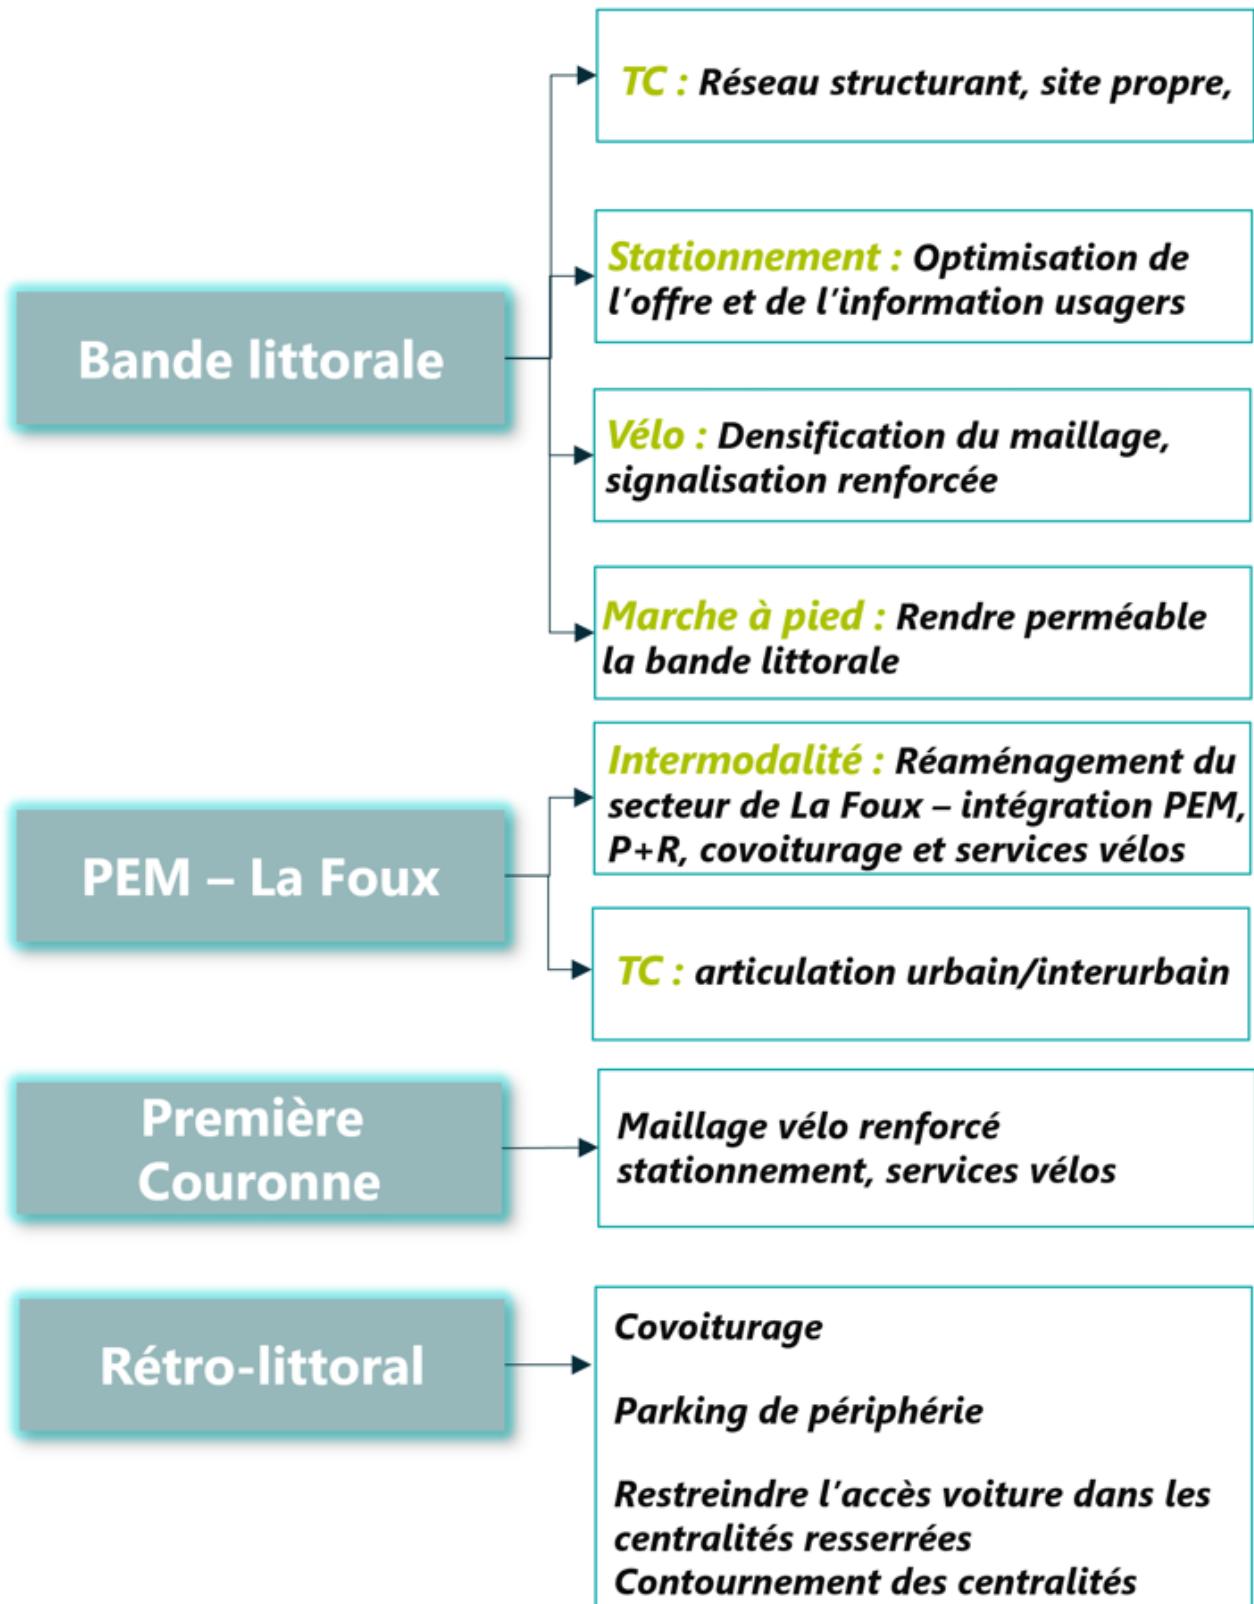 Bande littorale
TC : Réseau structurant, site propre,
Stationnement : Optimisation de
l’offre et de l’information usagers
Vélo : Densification du maillage,
signalisation renforcée
Marche à pied : Rendre perméable
la bande littorale
PEM – La Foux
Intermodalité : Réaménagement du
secteur de La Foux – intégration PEM,
P+R, covoiturage et services vélos
TC : articulation urbain/interurbain
Première
Couronne
Maillage vélo renforcé
stationnement, services vélos
Rétro-littoral
Covoiturage
Parking de périphérie
Restreindre l’accès voiture dans les
centralités resserrées
Contournement des centralités